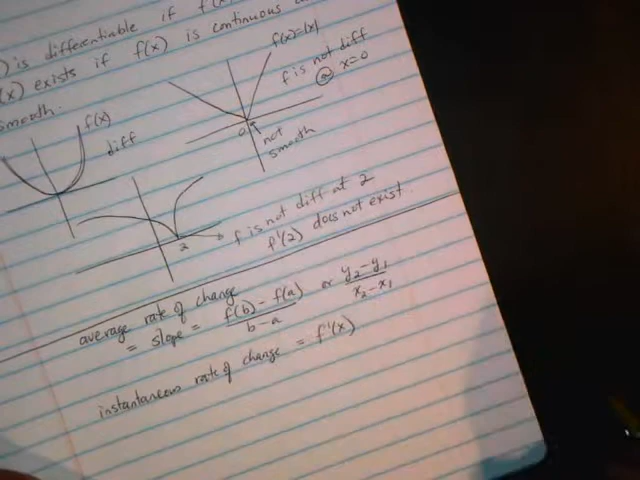 ) is differentiable if f'(x
(x) exists if f(x) is continuous
smooth.
f(x)=|x|
f is not diff
@ x=0
0
not
smooth
f(x)
diff
2
f is not diff at 2
f'(2) does not exist.
average rate of change
= slope = f(b)-f(a)/b-a or y₂-y₁/x₂-x₁
instantaneous rate of change = f'(x)